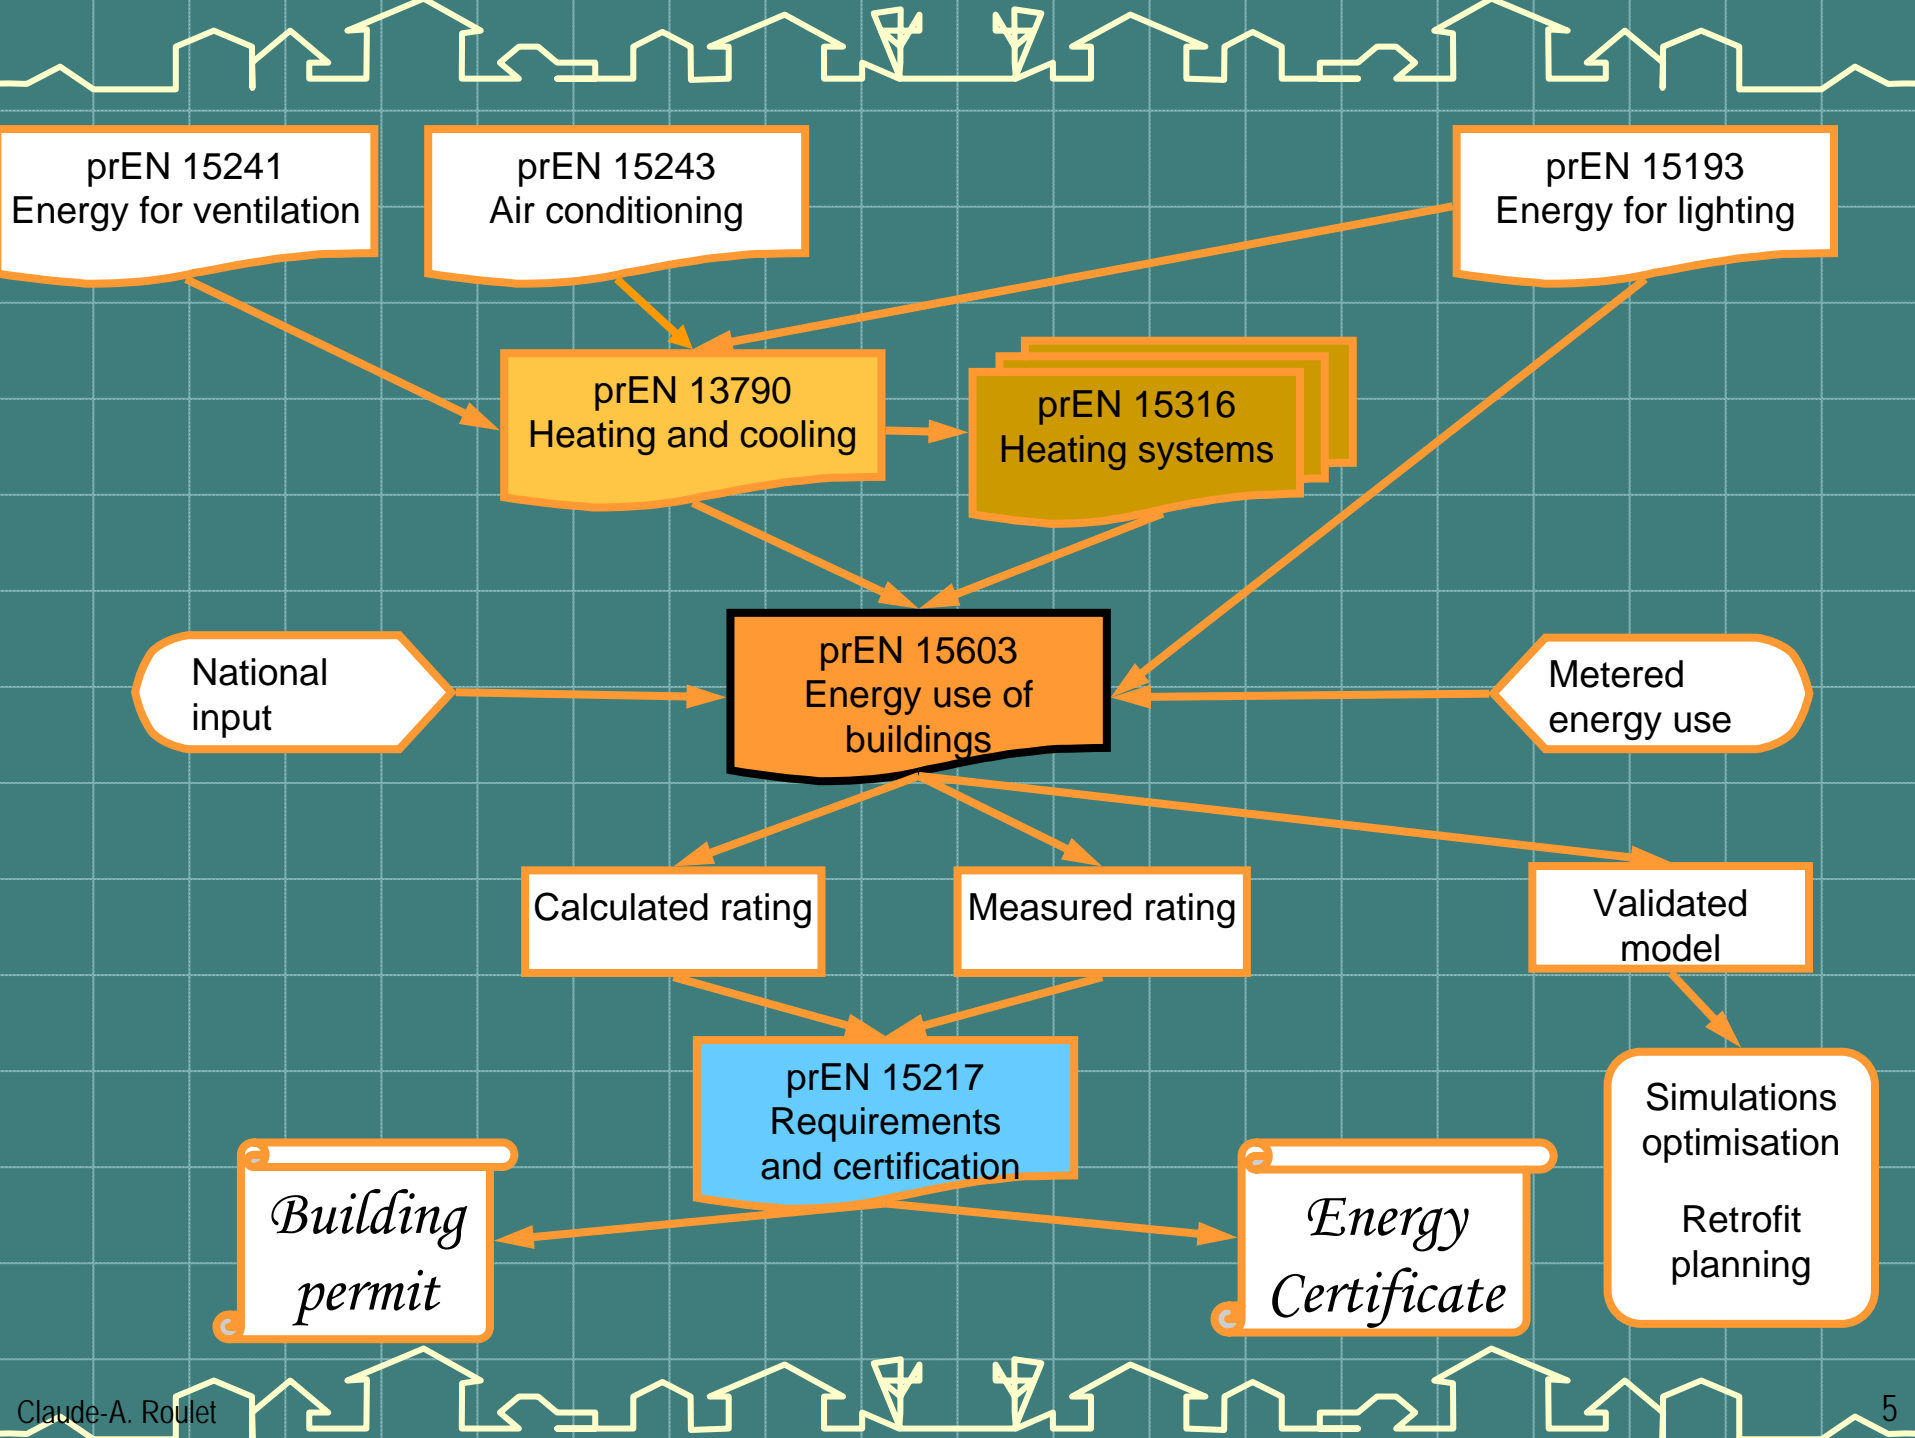 prEN 15241
Energy for ventilation
prEN 15243
Air conditioning
prEN 15193
Energy for lighting
prEN 13790
Heating and cooling
prEN 15316
Heating systems
National
input
prEN 15603
Energy use of
buildings
Metered
energy use
Calculated rating
Measured rating
Validated
model
prEN 15217
Requirements
and certification
Simulations
optimisation
Retrofit
planning
Building
permit
Energy
Certificate
Claude-A. Roulet
5